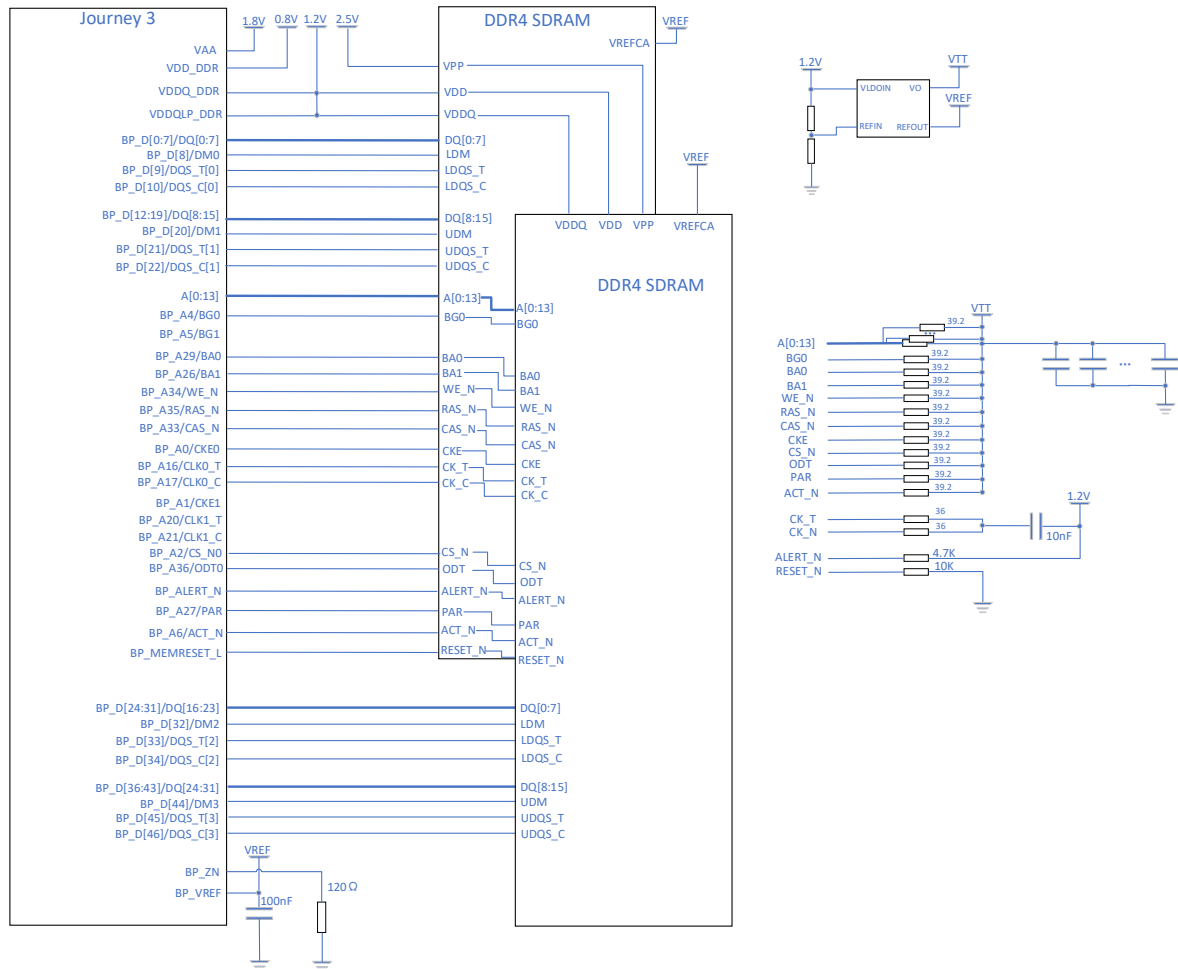 Journey 3
1.8V
0.8V
1.2V
2.5V
DDR4 SDRAM
VREF
VREFCA
VAA
VDD_DDR
VPP
VDDQ_DDR
VDD
VDDQLP_DDR
VDDQ
BP_D[0:7]/DQ[0:7]
DQ[0:7]
BP_D[8]/DM0
LDM
BP_D[9]/DQS_T[0]
LDQS_T
BP_D[10]/DQS_C[0]
LDQS_C
BP_D[12:19]/DQ[8:15]
DQ[8:15]
BP_D[20]/DM1
UDM
BP_D[21]/DQS_T[1]
UDQS_T
BP_D[22]/DQS_C[1]
UDQS_C
A[0:13]
A[0:13]
BP_A4/BG0
BG0
BP_A5/BG1
BP_A29/BA0
BA0
BP_A26/BA1
BA1
BP_A34/WE_N
WE_N
BP_A35/RAS_N
RAS_N
BP_A33/CAS_N
CAS_N
BP_A0/CKE0
CKE
BP_A16/CLK0_T
CK_T
BP_A17/CLK0_C
CK_C
BP_A1/CKE1
BP_A20/CLK1_T
BP_A21/CLK1_C
BP_A2/CS_N0
CS_N
BP_A36/ODT0
ODT
BP_ALERT_N
ALERT_N
BP_A27/PAR
PAR
BP_A6/ACT_N
ACT_N
BP_MEMRESET_L
RESET_N
VREF
VDDQ
VDD
VPP
VREFCA
DDR4 SDRAM
A[0:13]
BG0
BA0
BA1
WE_N
RAS_N
CAS_N
CKE
CK_T
CK_C
CS_N
ODT
ALERT_N
PAR
ACT_N
RESET_N
BP_D[24:31]/DQ[16:23]
DQ[0:7]
BP_D[32]/DM2
LDM
BP_D[33]/DQS_T[2]
LDQS_T
BP_D[34]/DQS_C[2]
LDQS_C
BP_D[36:43]/DQ[24:31]
DQ[8:15]
BP_D[44]/DM3
UDM
BP_D[45]/DQS_T[3]
UDQS_T
BP_D[46]/DQS_C[3]
UDQS_C
VREF
BP_ZN
120Ω
BP_VREF
100nF
1.2V
VTT
VLDOIN
VO
VREF
REFIN
REFOUT
VTT
39.2
...
A[0:13]
...
39.2
BG0
39.2
BA0
39.2
BA1
39.2
WE_N
39.2
RAS_N
39.2
CAS_N
39.2
CKE
39.2
CS_N
39.2
ODT
39.2
PAR
39.2
ACT_N
1.2V
36
CK_T
36
CK_N
10nF
4.7K
ALERT_N
10K
RESET_N